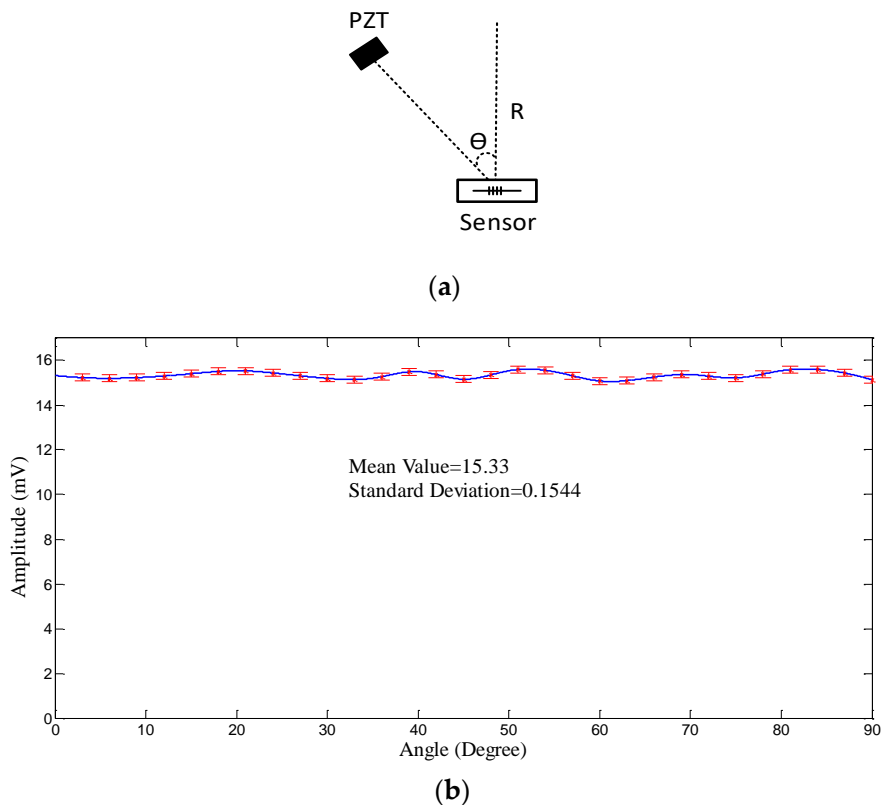 PZT
R
Ө
Sensor
(a)
16
14
12
10
8
6
4
2
0
Amplitude (mV)
Mean Value=15.33
Standard Deviation=0.1544
0 10 20 30 40 50 60 70 80 90
Angle (Degree)
(b)